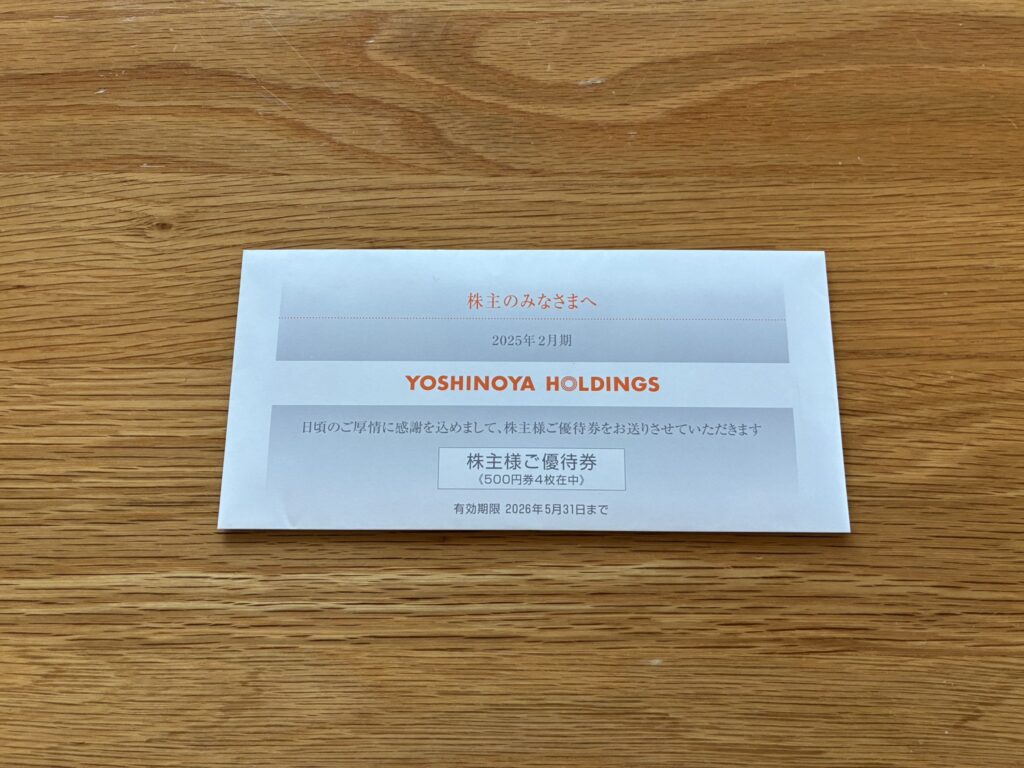 株主のみなさまへ
2025年2月期
YOSHINOYA HOLDINGS
日頃のご厚情に感謝を込めまして、株主様ご優待券をお送りさせていただきます
株主様ご優待券
《500円券4枚在中》
有効期限 2026年5月31日まで